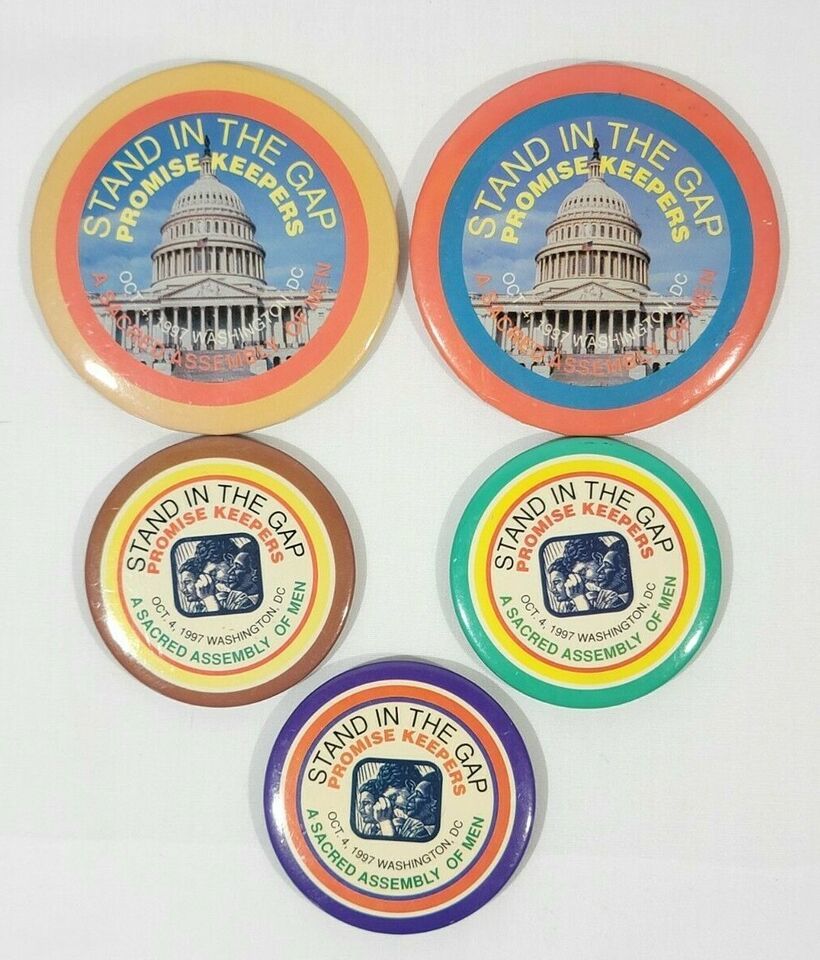 STAND IN THE GAP
PROMISE KEEPERS
OCT. 4, 1997 WASHINGTON, DC
A SACRED ASSEMBLY OF MEN
STAND IN THE GAP
PROMISE KEEPERS
OCT. 4, 1997 WASHINGTON, DC
A SACRED ASSEMBLY OF MEN
STAND IN THE GAP
PROMISE KEEPERS
OCT. 4, 1997 WASHINGTON, DC
A SACRED ASSEMBLY OF MEN
STAND IN THE GAP
PROMISE KEEPERS
OCT. 4, 1997 WASHINGTON, DC
A SACRED ASSEMBLY OF MEN
STAND IN THE GAP
PROMISE KEEPERS
OCT. 4, 1997 WASHINGTON, DC
A SACRED ASSEMBLY OF MEN